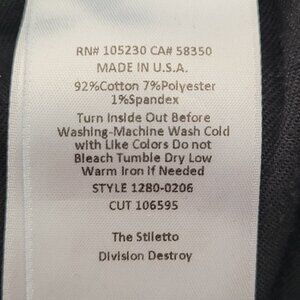 RN# 105230 CA# 58350
MADE IN U.S.A.
92%Cotton 7%Polyester
1%Spandex
Turn Inside Out Before
Washing-Machine Wash Cold
with Like Colors Do not
Bleach Tumble Dry Low
Warm Iron if Needed
STYLE 1280-0206
CUT 106595
The Stiletto
Division Destroy